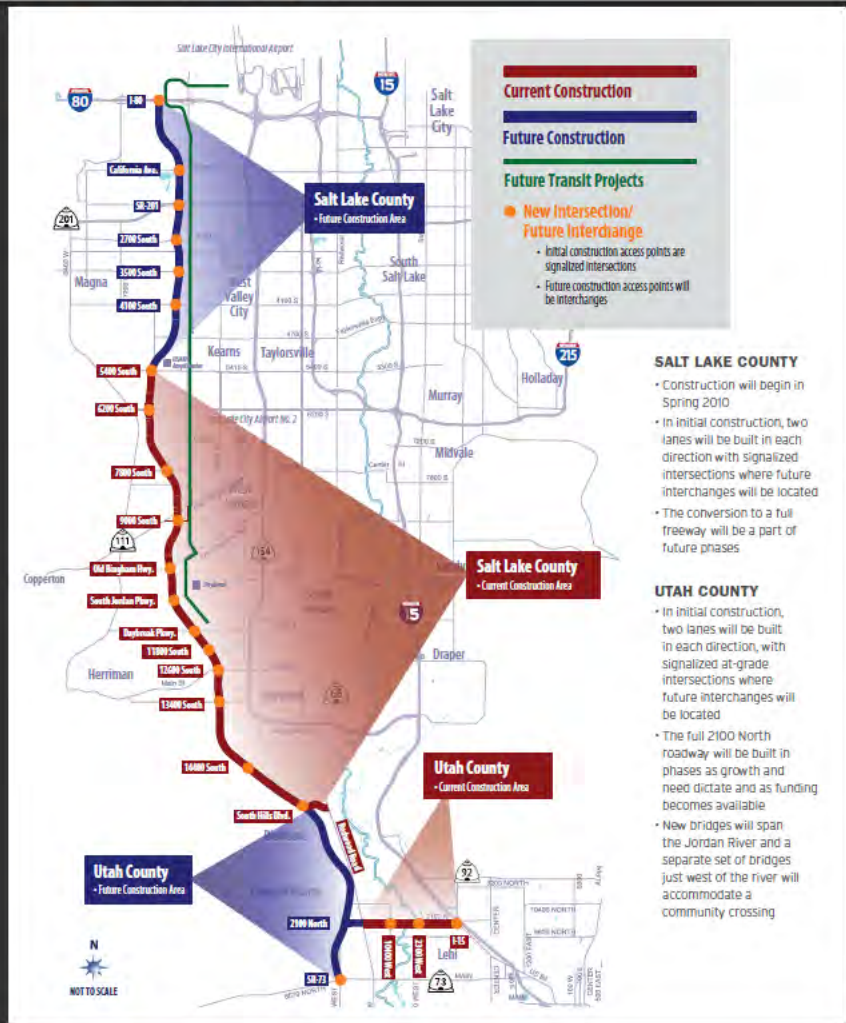 Salt Lake City International Airport
80
I-80
15
Salt
Lake
City
Current Construction
Future Construction
Future Transit Projects
New Intersection/
Future Interchange
• Initial construction access points are
signalized intersections
• Future construction access points will
be interchanges
California Ave.
SR-201
201
2700 South
3500 South
4100 South
Magna
Salt Lake County
• Future Construction Area
West
Valley
City
South
Salt Lake
Kearns
Taylorsville
215
Holladay
Murray
Midvale
5400 South
6200 South
7800 South
9000 South
111
Old Bingham Hwy.
Copperton
South Jordan Pkwy.
Daybreak Pkwy.
11800 South
12600 South
Herriman
Main St
13400 South
14400 South
154
15
Salt Lake County
• Current Construction Area
Draper
Utah County
• Current Construction Area
South Hills Blvd.
Redwood Road
Utah County
• Future Construction Area
92
2100 North
I-15
2300 West
Lehi
SR-73
73
MAIN
CENTER
N
NOT TO SCALE
SALT LAKE COUNTY
• Construction will begin in
Spring 2010
• In initial construction, two
lanes will be built in each
direction with signalized
intersections where future
interchanges will be located
• The conversion to a full
freeway will be a part of
future phases
UTAH COUNTY
• In initial construction,
two lanes will be built
in each direction, with
signalized at-grade
intersections where
future interchanges will
be located
• The full 2100 North
roadway will be built in
phases as growth and
need dictate and as funding
becomes available
• New bridges will span
the Jordan River and a
separate set of bridges
just west of the river will
accommodate a
community crossing